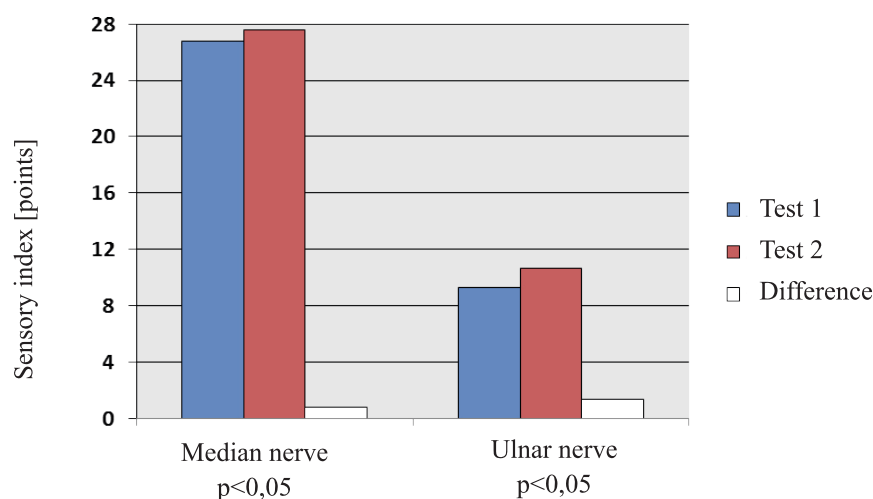 Sensory index [points]
28
24
20
16
12
8
4
0
Median nerve
p<0,05
Ulnar nerve
p<0,05
Test 1
Test 2
Difference